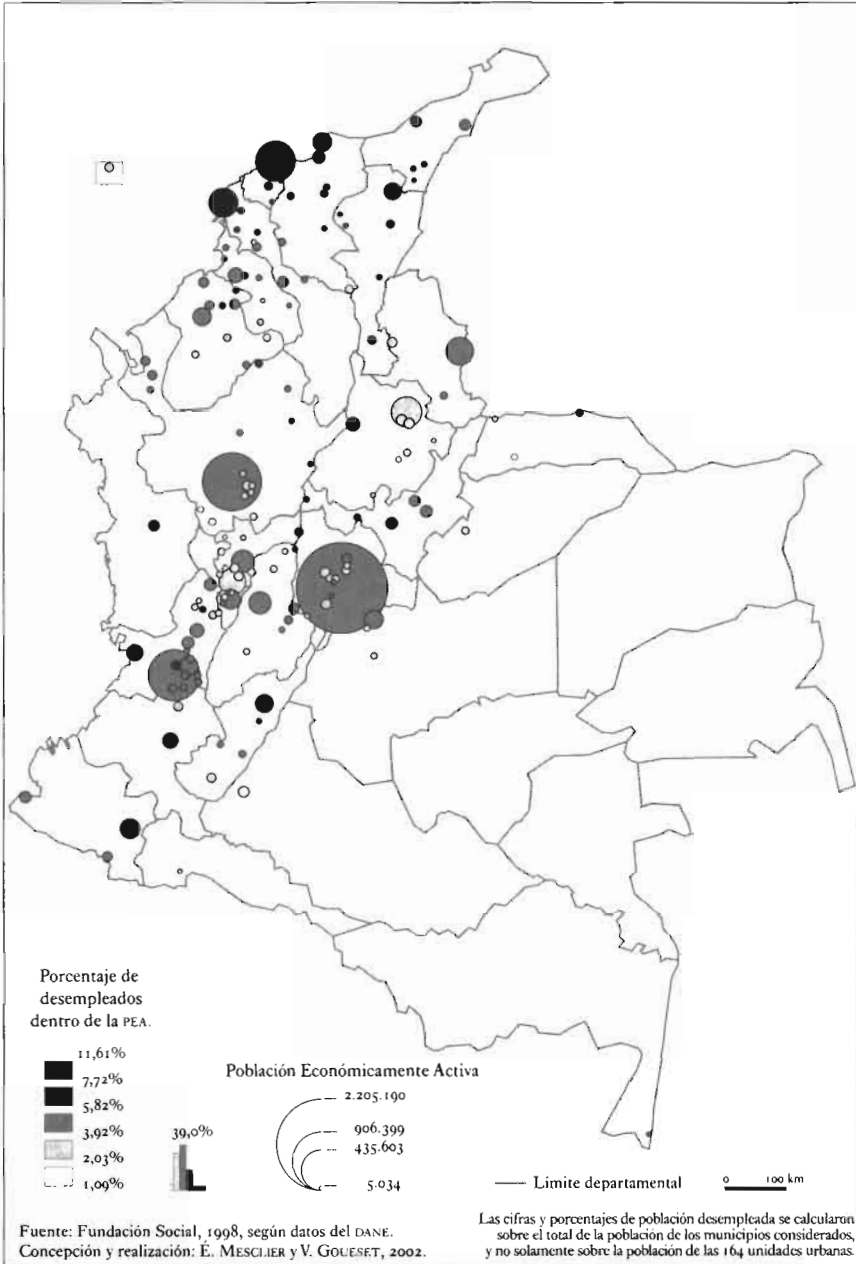 Porcentaje de
desempleados
dentro de la PEA.
11,61%
7,72%
5,82%
3,92%
2,03%
1,09%
39,0%
Población Económicamente Activa
2.205.190
906.399
435.603
5.034
Limite departamental
0 100 km
Fuente: Fundación Social, 1998, según datos del DANE.
Concepción y realización: É. MESCLIER y V. GOUESET, 2002.
Las cifras y porcentajes de población desempleada se calcularon
sobre el total de la población de los municipios considerados,
y no solamente sobre la población de las 164 unidades urbanas.